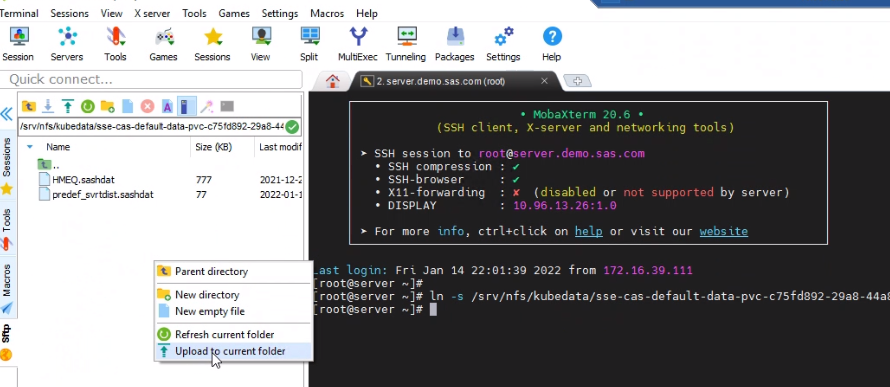 Terminal Sessions View X server Tools Games Settings Macros Help
Session Servers Tools Games Sessions View Split MultiExec Tunneling Packages Settings Help
Quick connect...
2. server.demo.sas.com (root)
/srv/nfs/kubedata/sse-cas-default-data-pvc-c75fd892-29a8-44
Name Size (KB) Last modif
..
HMEQ.sashdat 777 2021-12-2
predef_svrtdist.sashdat 77 2022-01-1
Sessions
Tools
Macros
Sftp
Parent directory
New directory
New empty file
Refresh current folder
Upload to current folder
• MobaXterm 20.6 •
(SSH client, X-server and networking tools)
➤ SSH session to root@server.demo.sas.com
• SSH compression : ✔
• SSH-browser : ✔
• X11-forwarding : ✘ (disabled or not supported by server)
• DISPLAY : 10.96.13.26:1.0
➤ For more info, ctrl+click on help or visit our website
Last login: Fri Jan 14 22:01:39 2022 from 172.16.39.111
[root@server ~]#
[root@server ~]# ln -s /srv/nfs/kubedata/sse-cas-default-data-pvc-c75fd892-29a8-44a8
[root@server ~]#